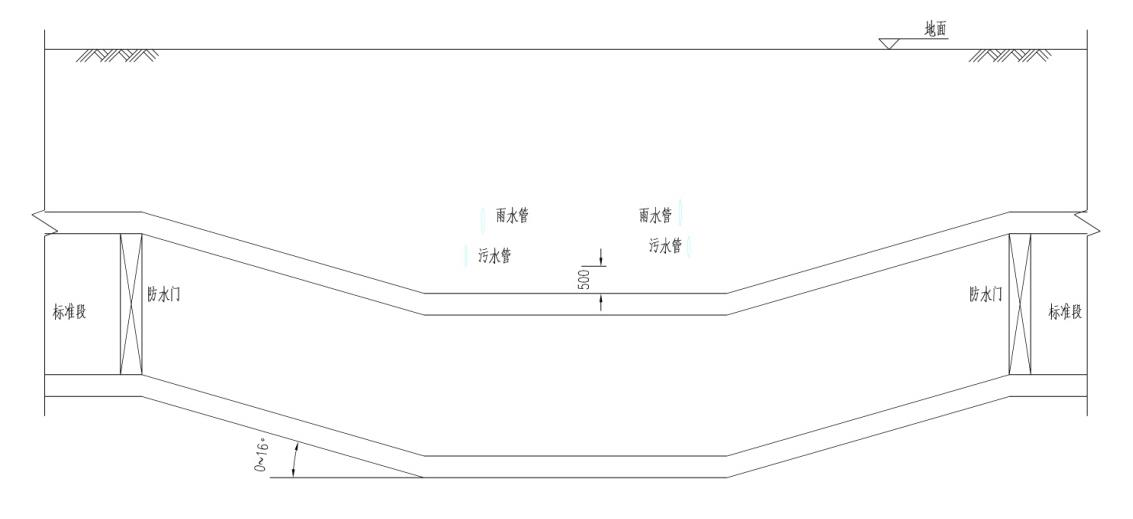 地面
雨水管
雨水管
污水管
污水管
500
防水门
防水门
标准段
标准段
0~16°